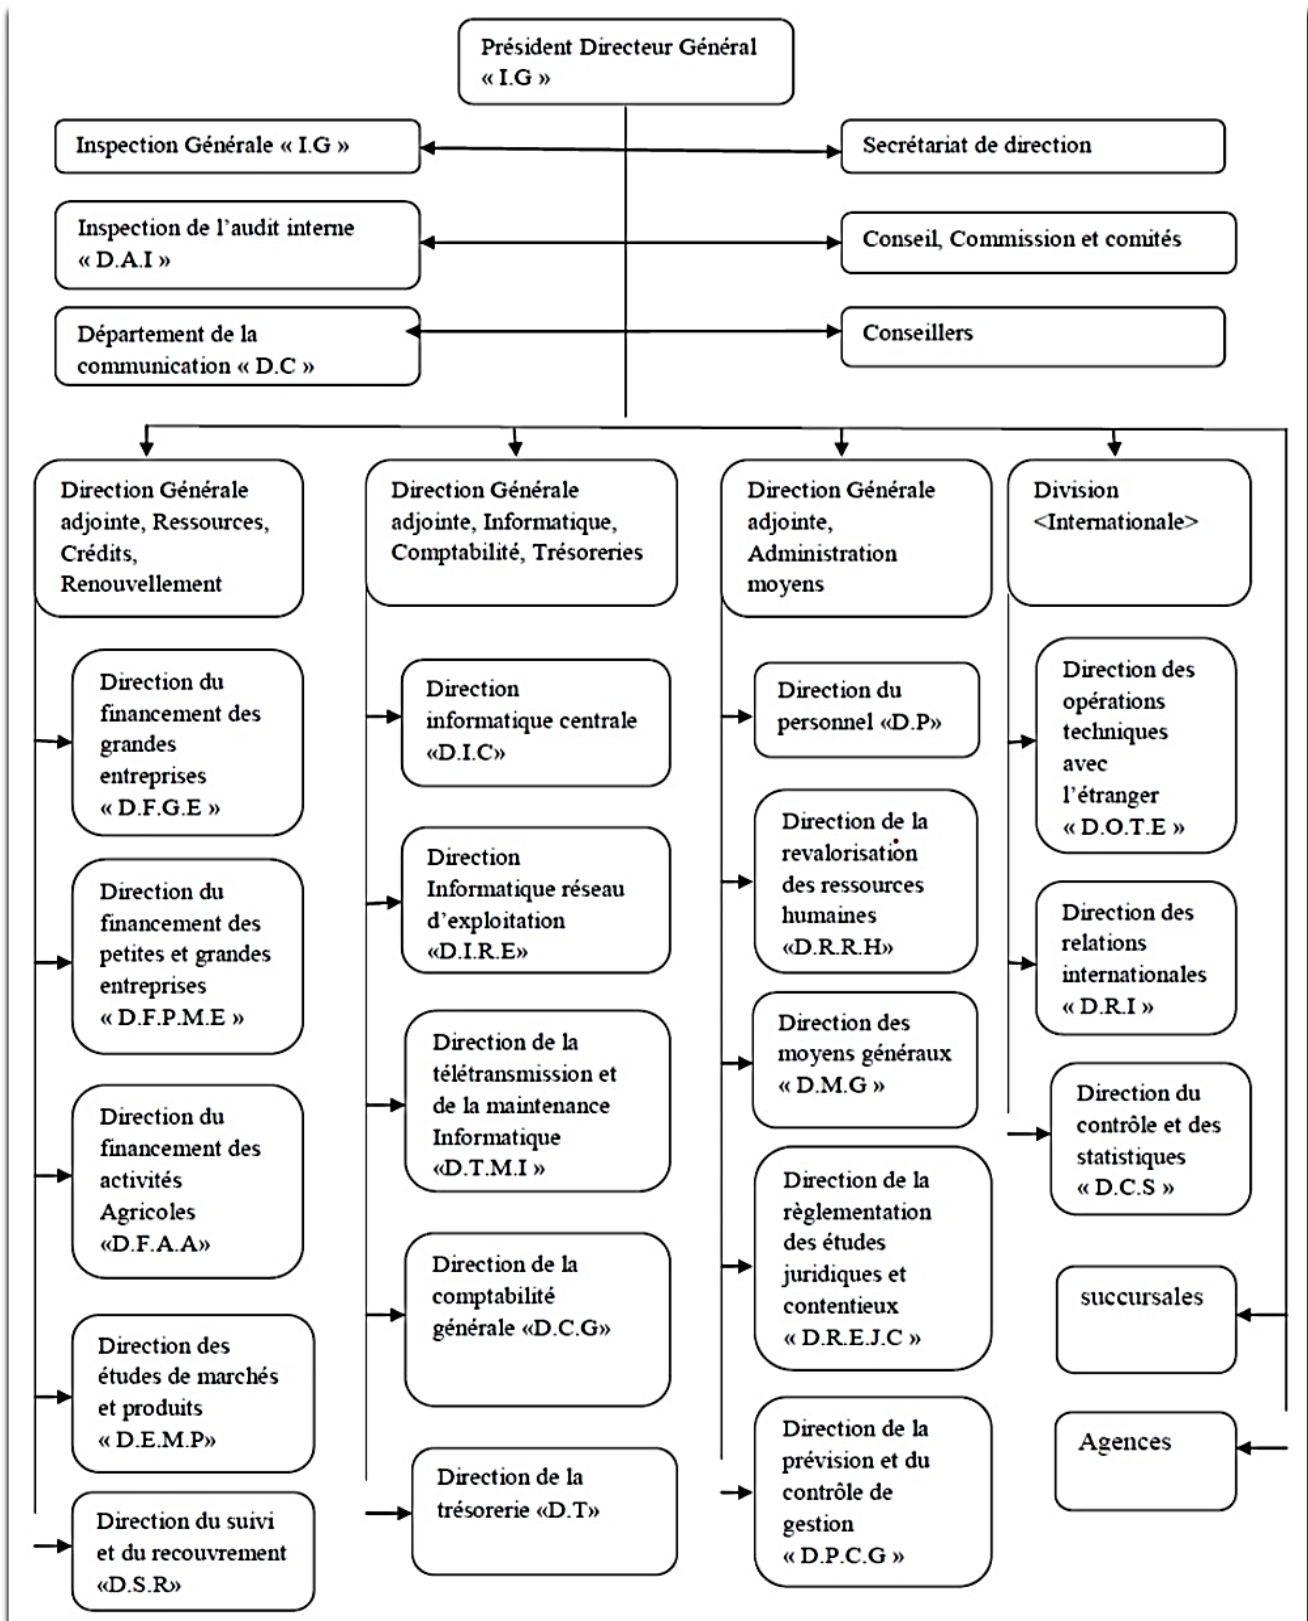 Président Directeur Général
« I.G »
Inspection Générale « I.G »
Secrétariat de direction
Inspection de l’audit interne
« D.A.I »
Conseil, Commission et comités
Département de la
communication « D.C »
Conseillers
Direction Générale
adjointe, Ressources,
Crédits,
Renouvellement
Direction du
financement des
grandes
entreprises
« D.F.G.E »
Direction du
financement des
petites et grandes
entreprises
« D.F.P.M.E »
Direction du
financement des
activités
Agricoles
«D.F.A.A»
Direction des
études de marchés
et produits
« D.E.M.P»
Direction du suivi
et du recouvrement
«D.S.R»
Direction Générale
adjointe, Informatique,
Comptabilité, Trésoreries
Direction
informatique centrale
«D.I.C»
Direction
Informatique réseau
d’exploitation
«D.I.R.E»
Direction de la
télétransmission et
de la maintenance
Informatique
«D.T.M.I »
Direction de la
comptabilité
générale «D.C.G»
Direction de la
trésorerie «D.T»
Direction Générale
adjointe,
Administration
moyens
Direction du
personnel «D.P»
Direction de la
revalorisation
des ressources
humaines
«D.R.R.H»
Direction des
moyens généraux
« D.M.G »
Direction de la
règlementation
des études
juridiques et
contentieux
« D.R.E.J.C »
Direction de la
prévision et du
contrôle de
gestion
« D.P.C.G »
Division
<Internationale>
Direction des
opérations
techniques
avec
l’étranger
« D.O.T.E »
Direction des
relations
internationales
« D.R.I »
Direction du
contrôle et des
statistiques
« D.C.S »
succursales
Agences